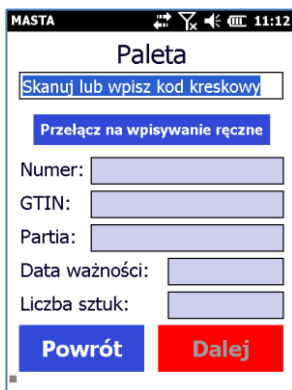 MASTA 11:12
Paleta
Skanuj lub wpisz kod kreskowy
Przełącz na wpisywanie ręczne
Numer:
GTIN:
Partia:
Data ważności:
Liczba sztuk:
Powrót Dalej